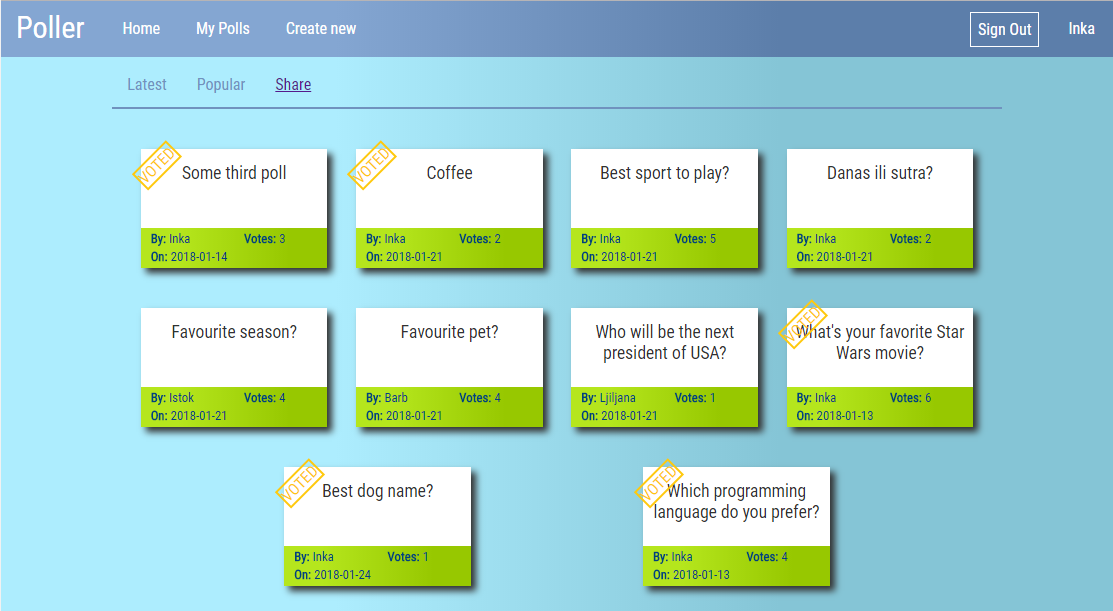 Poller Home My Polls Create new Sign Out Inka
Latest Popular Share
VOTED
Some third poll
By: Inka Votes: 3
On: 2018-01-14
VOTED
Coffee
By: Inka Votes: 2
On: 2018-01-21
Best sport to play?
By: Inka Votes: 5
On: 2018-01-21
Danas ili sutra?
By: Inka Votes: 2
On: 2018-01-21
Favourite season?
By: Istok Votes: 4
On: 2018-01-21
Favourite pet?
By: Barb Votes: 4
On: 2018-01-21
Who will be the next
president of USA?
By: Ljiljana Votes: 1
On: 2018-01-21
VOTED
What's your favorite Star
Wars movie?
By: Inka Votes: 6
On: 2018-01-13
VOTED
Best dog name?
By: Inka Votes: 1
On: 2018-01-24
VOTED
Which programming
language do you prefer?
By: Inka Votes: 4
On: 2018-01-13